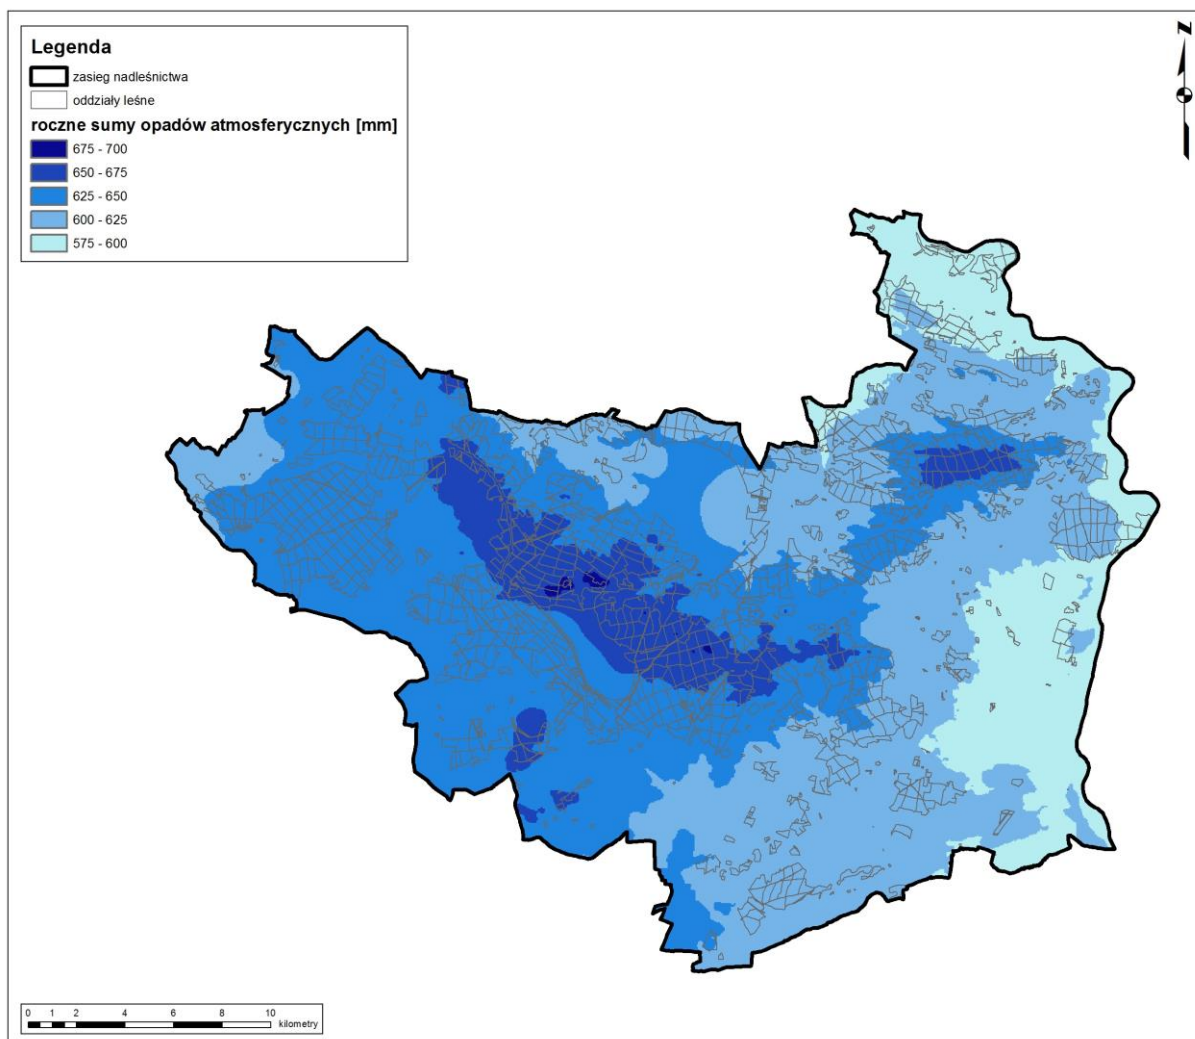 Legenda
zasieg nadleśnictwa
oddziały leśne
roczne sumy opadów atmosferycznych [mm]
675 - 700
650 - 675
625 - 650
600 - 625
575 - 600
N
0 1 2 4 6 8 10
kilometry